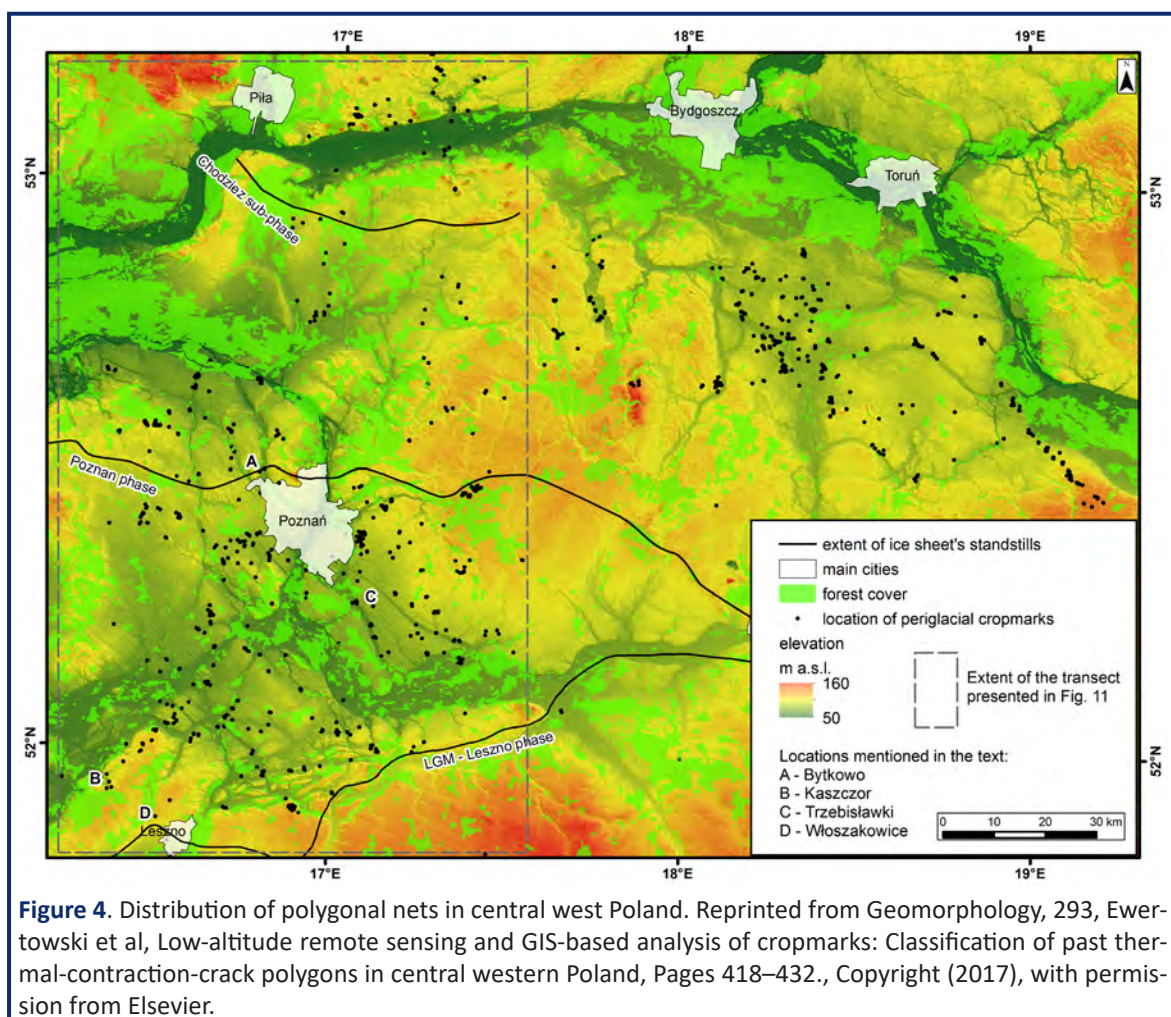 17°E
18°E
19°E
N
Piła
Bydgoszcz
53°N
53°N
Toruń
Chodziez sub-phase
A
Poznan phase
Poznań
C
extent of ice sheet's standstills
main cities
forest cover
location of periglacial cropmarks
elevation
m a.s.l.
160
50
Extent of the transect
presented in Fig. 11
52°N
52°N
LGM - Leszno phase
B
D
Leszno
Locations mentioned in the text:
A - Bytkowo
B - Kaszczor
C - Trzebisławki
D - Włoszakowice
0 10 20 30 km
17°E
18°E
19°E
Figure 4. Distribution of polygonal nets in central west Poland. Reprinted from Geomorphology, 293, Ewer-
towski et al, Low-altitude remote sensing and GIS-based analysis of cropmarks: Classification of past ther-
mal-contraction-crack polygons in central western Poland, Pages 418–432., Copyright (2017), with permis-
sion from Elsevier.